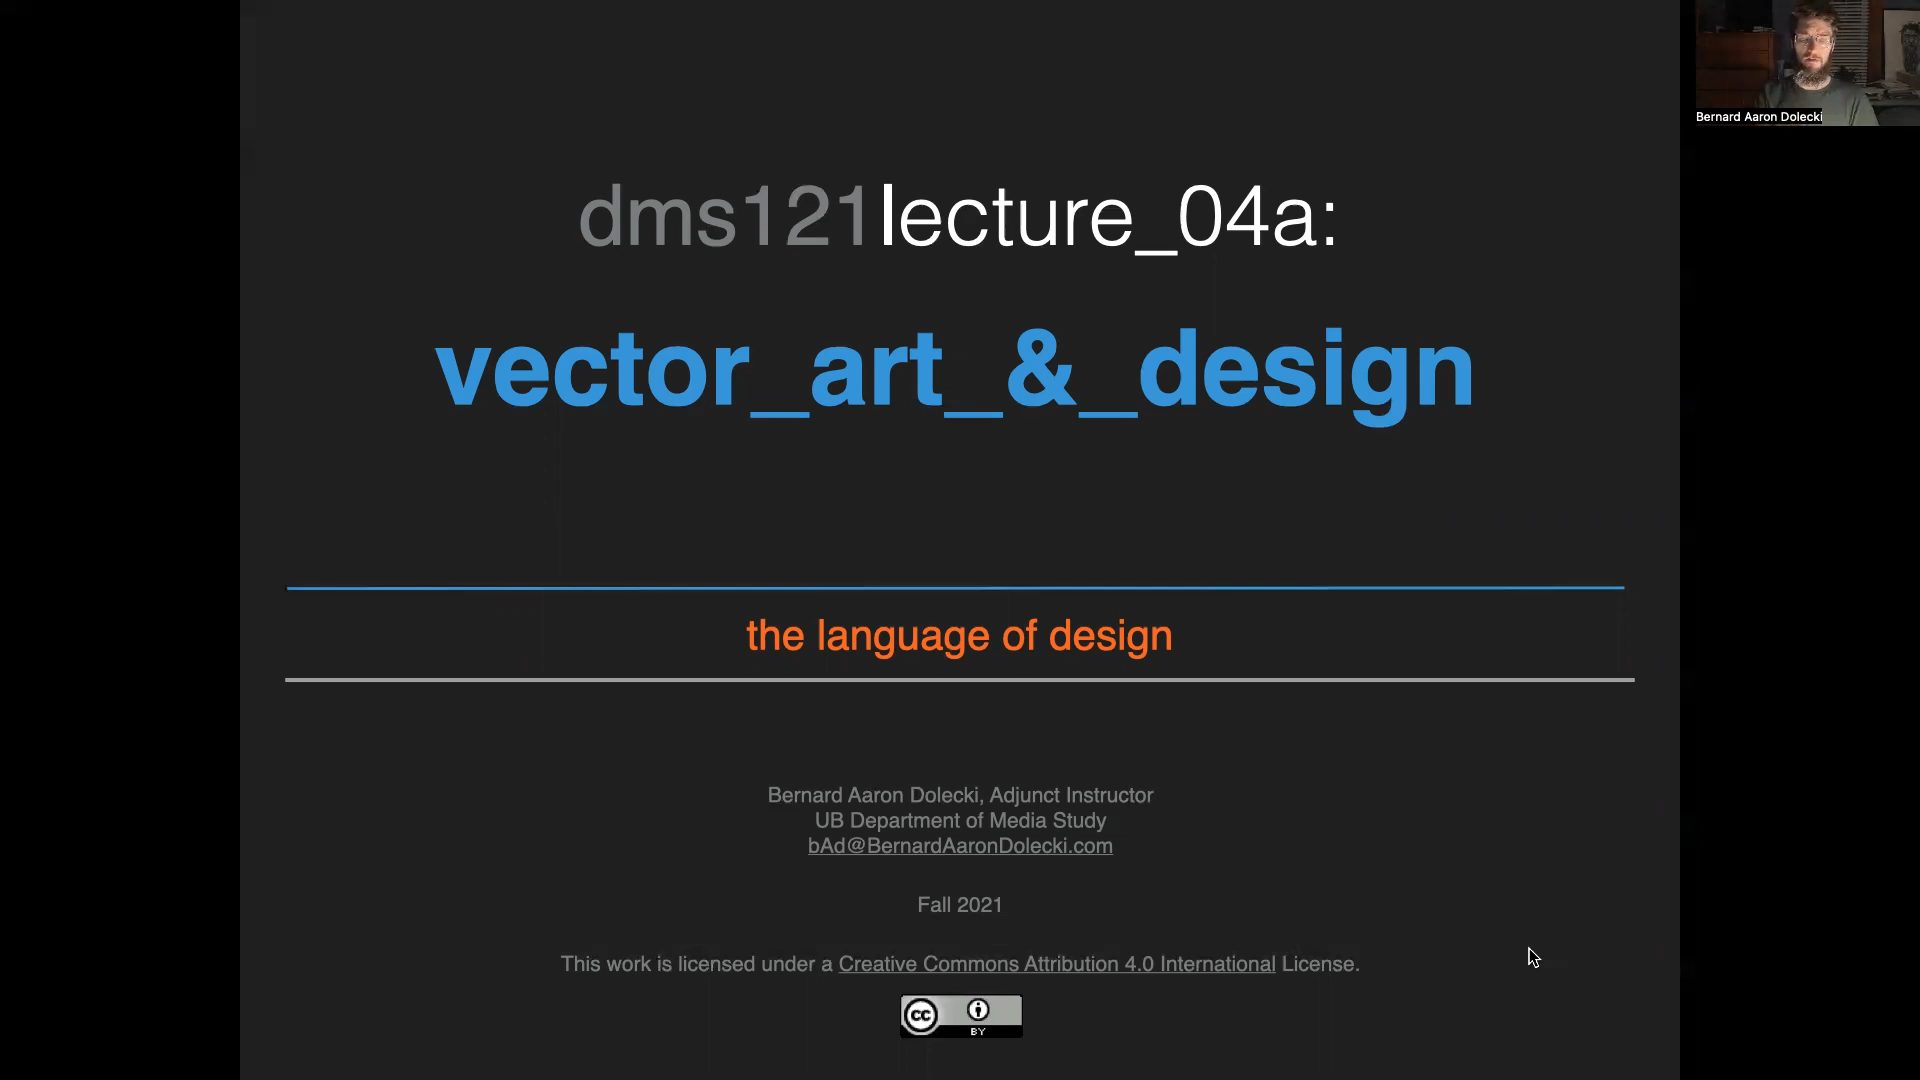 dms121lecture_04a:
vector_art_&_design
the language of design
Bernard Aaron Dolecki, Adjunct Instructor
UB Department of Media Study
bAd@BernardAaronDolecki.com
Fall 2021
This work is licensed under a Creative Commons Attribution 4.0 International License.
cc
BY
Bernard Aaron Dolecki